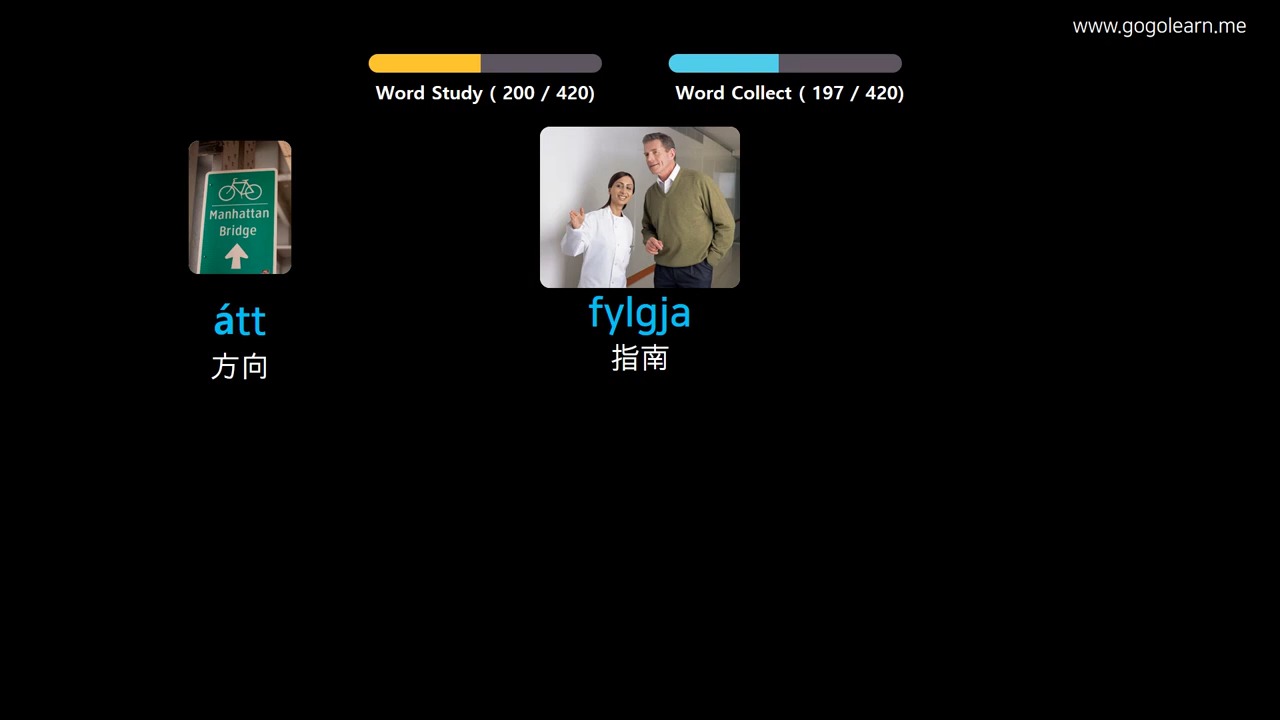 www.gogolearn.me
Word Study ( 200 / 420)
Word Collect ( 197 / 420)
Manhattan
Bridge
átt
方向
fylgja
指南